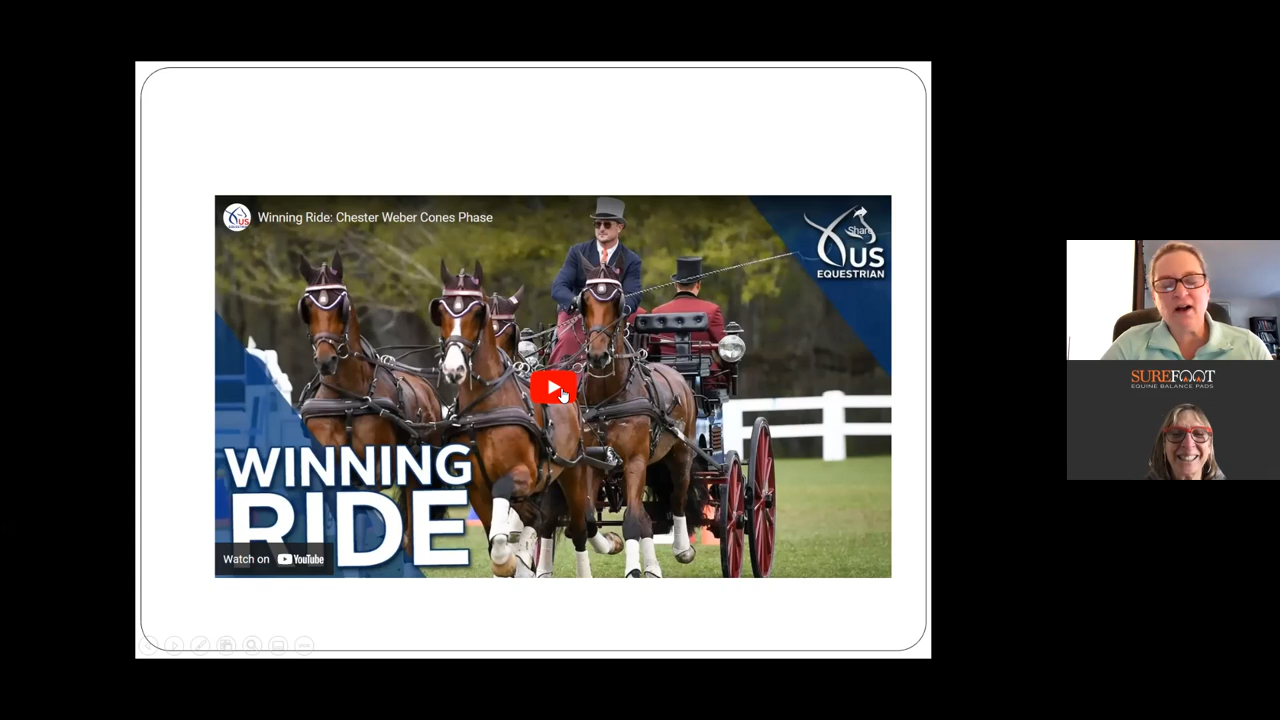 Winning Ride: Chester Weber Cones Phase
US
EQUESTRIAN
Share
US
EQUESTRIAN
WINNING
RIDE
Watch on YouTube
SUREFOOT
EQUINE BALANCE PADS